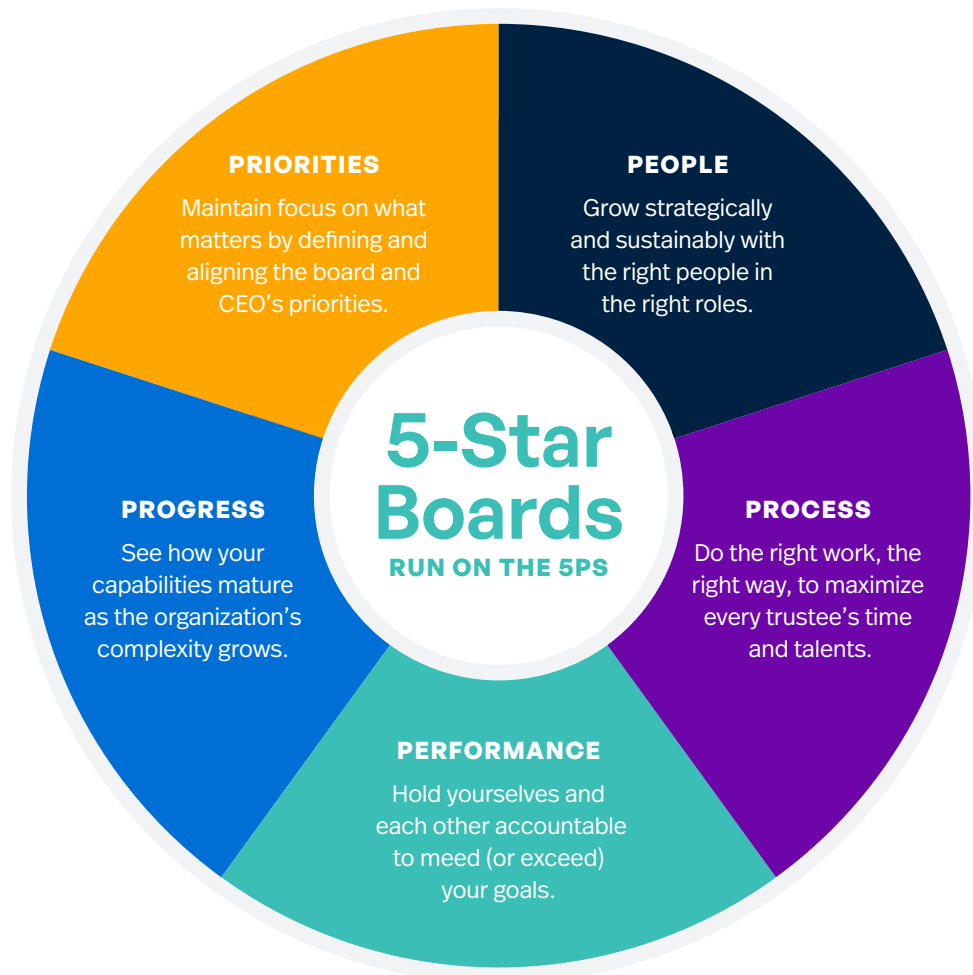 5-Star
Boards
RUN ON THE 5PS
PRIORITIES
Maintain focus on what
matters by defining and
aligning the board and
CEO’s priorities.
PEOPLE
Grow strategically
and sustainably with
the right people in
the right roles.
PROCESS
Do the right work, the
right way, to maximize
every trustee’s time
and talents.
PERFORMANCE
Hold yourselves and
each other accountable
to meed (or exceed)
your goals.
PROGRESS
See how your
capabilities mature
as the organization’s
complexity grows.